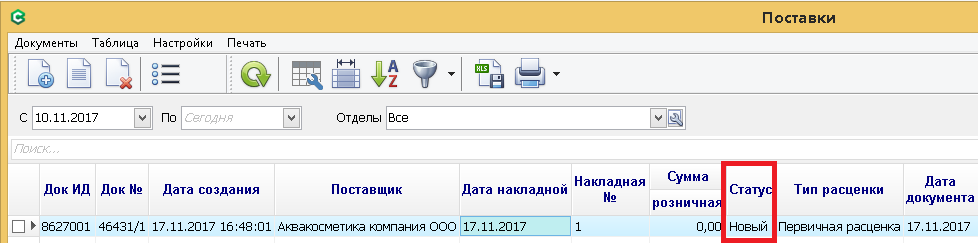 Поставки
Документы Таблица Настройки Печать
XLS
С 10.11.2017 По Сегодня Отделы Все
Поиск...
Док ИД Док № Дата создания Поставщик Дата накладной Накладная № Сумма розничная Статус Тип расценки Дата документа
8627001 46431/1 17.11.2017 16:48:01 Аквакосметика компания ООО 17.11.2017 1 0,00 Новый Первичная расценка 17.11.2017